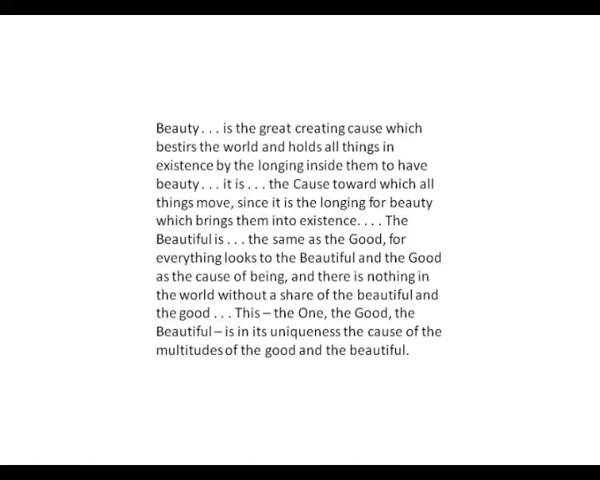 Beauty . . . is the great creating cause which
bestirs the world and holds all things in
existence by the longing inside them to have
beauty . . . it is . . . the Cause toward which all
things move, since it is the longing for beauty
which brings them into existence. . . . The
Beautiful is . . . the same as the Good, for
everything looks to the Beautiful and the Good
as the cause of being, and there is nothing in
the world without a share of the beautiful and
the good . . . This – the One, the Good, the
Beautiful – is in its uniqueness the cause of the
multitudes of the good and the beautiful.